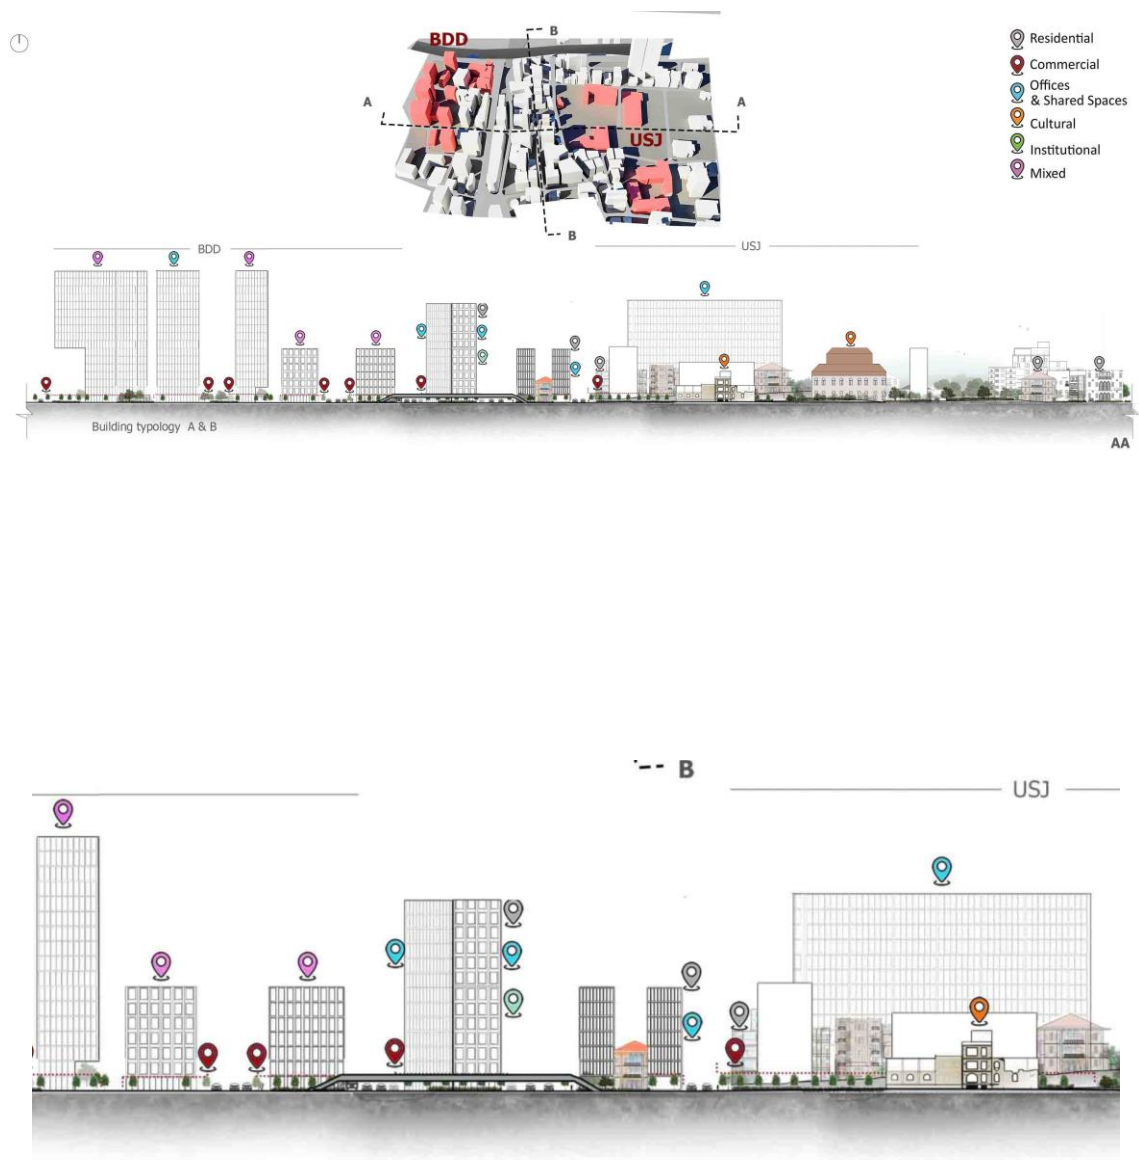 B
BDD
A
A
USJ
B
Residential
Commercial
Offices
& Shared Spaces
Cultural
Institutional
Mixed
BDD
USJ
Building typology A & B
AA
B
USJ